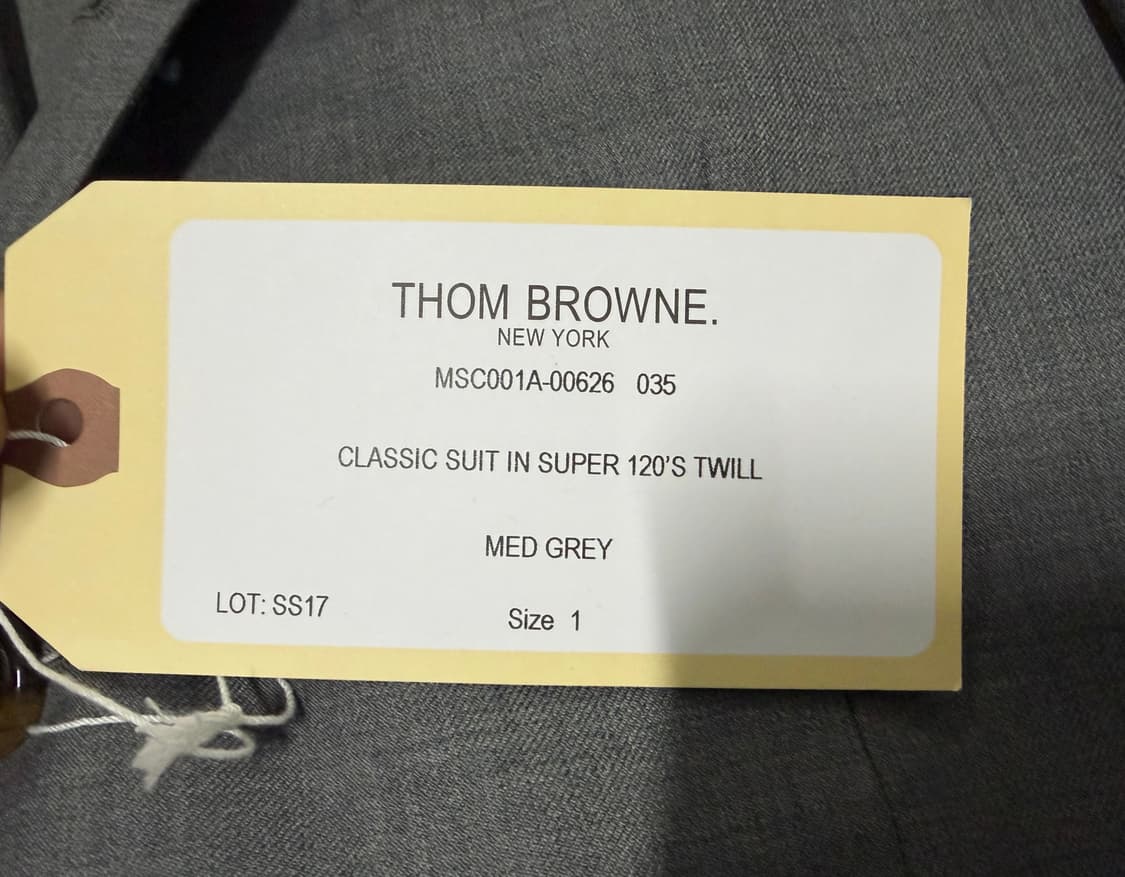 THOM BROWNE.
NEW YORK
MSC001A-00626 035
CLASSIC SUIT IN SUPER 120'S TWILL
MED GREY
LOT: SS17
Size 1